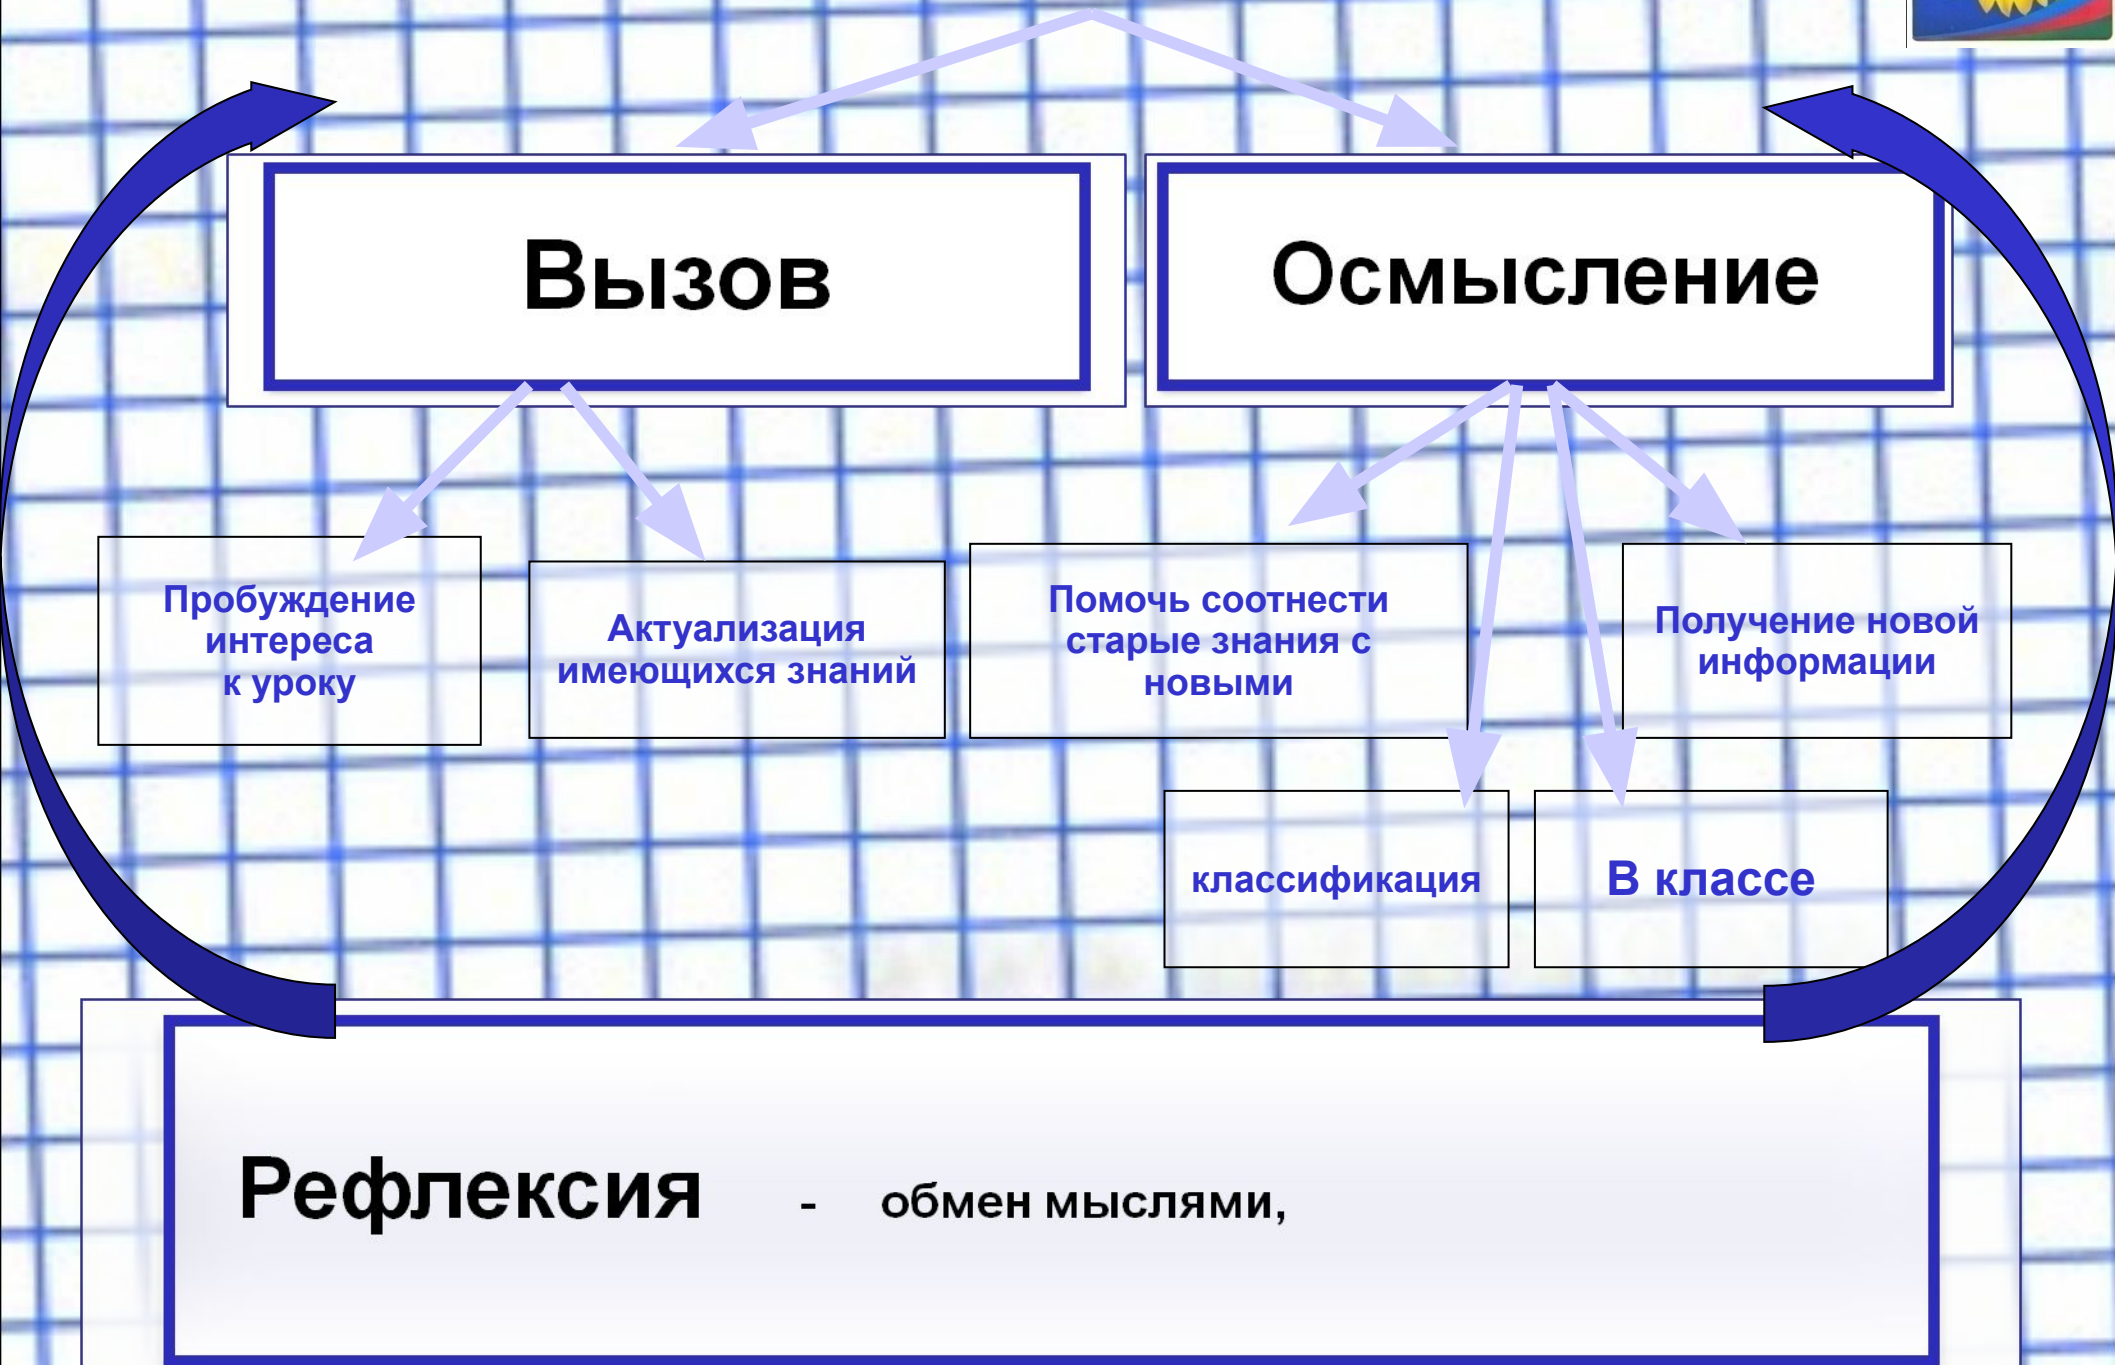 Вызов
Осмысление
Пробуждение
интереса
к уроку
Актуализация
имеющихся знаний
Помочь соотнести
старые знания с
новыми
Получение новой
информации
классификация
В классе
Рефлексия - обмен мыслями,